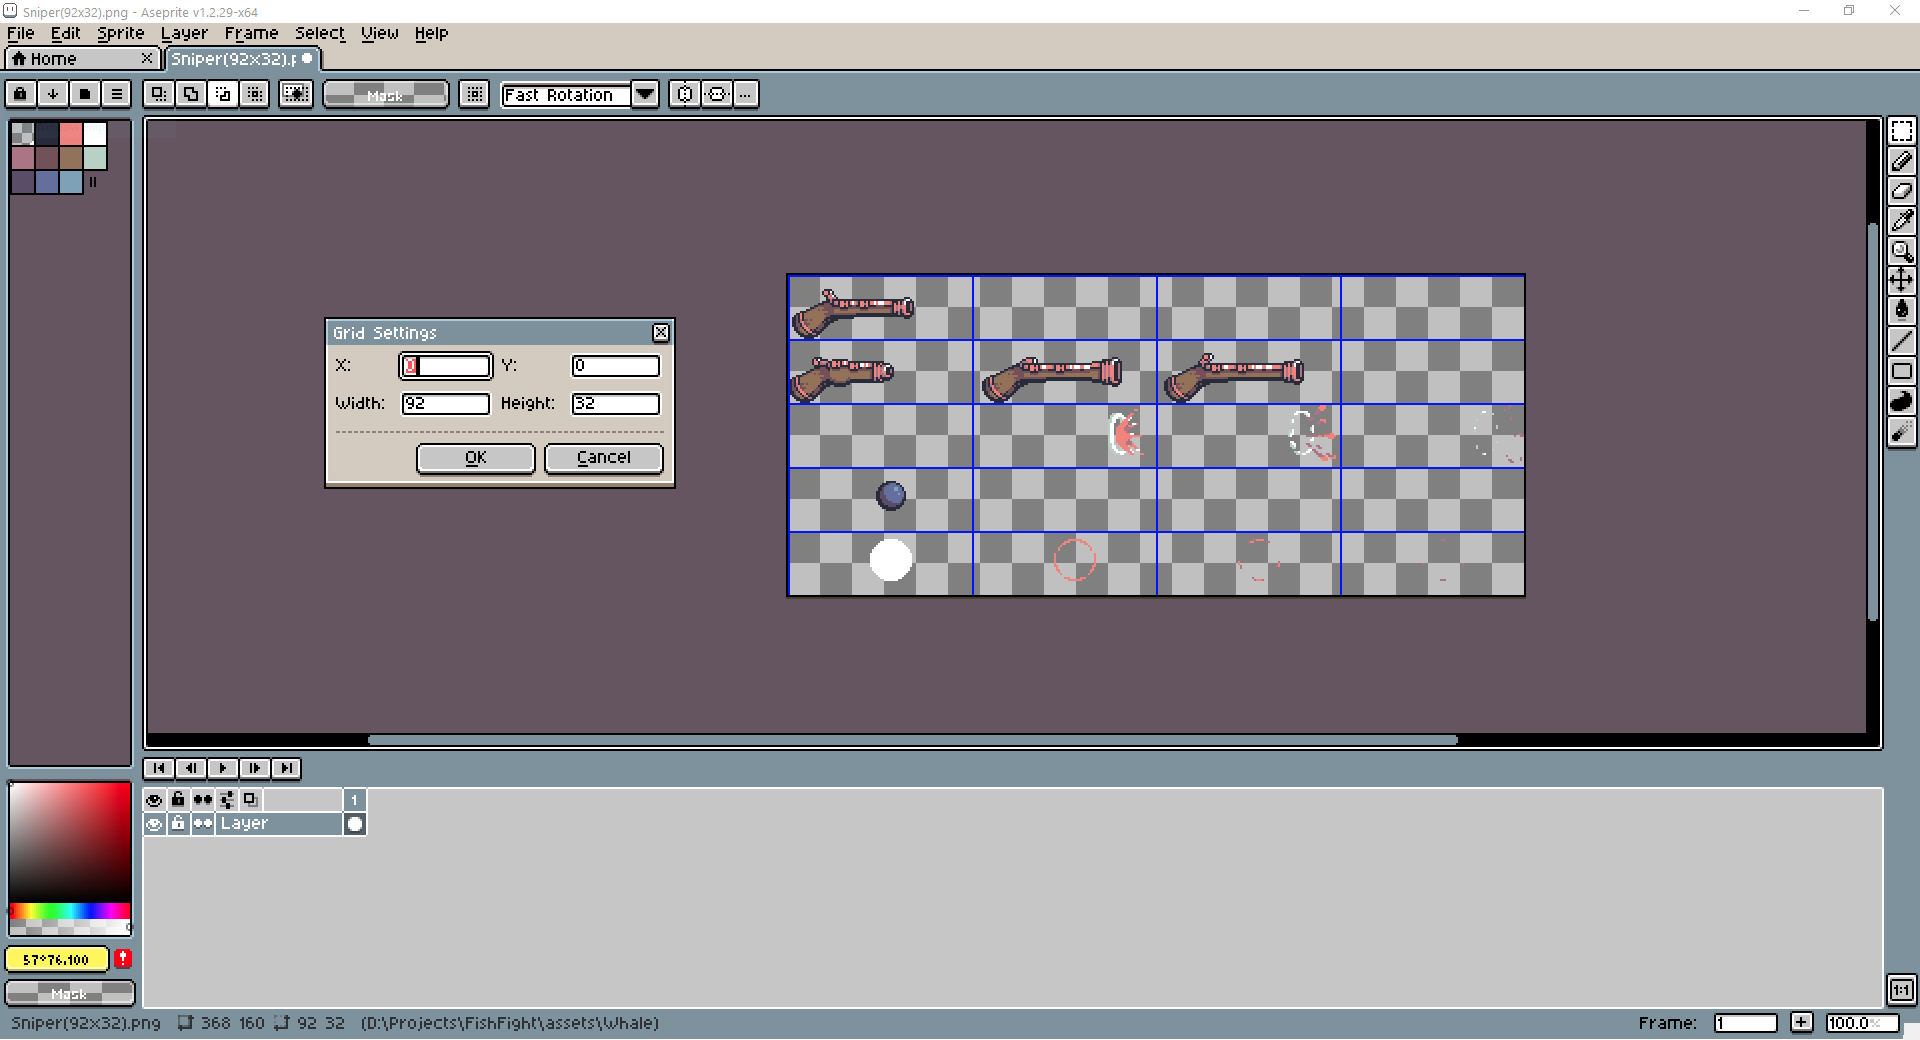 Sniper(92x32).png - Aseprite v1.2.29-x64
File Edit Sprite Layer Frame Select View Help
Home
Sniper(92x32).p
Mask
Fast Rotation
Grid Settings
X: 0 Y: 0
Width: 92 Height: 32
OK Cancel
1
Layer
57°76.100
Mask
1:1
Sniper(92x32).png 368 160 92 32 (D:\Projects\FishFight\assets\Whale)
Frame: 1 100.0%